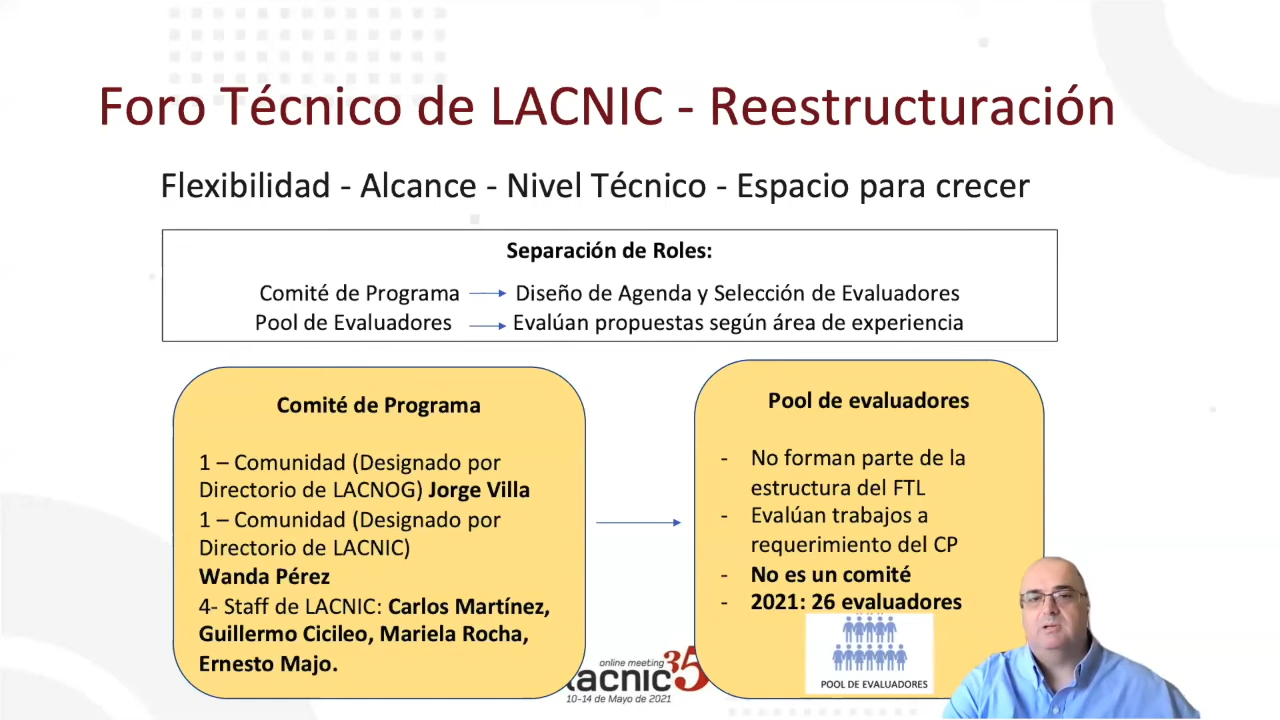 Foro Técnico de LACNIC - Reestructuración
Flexibilidad - Alcance - Nivel Técnico - Espacio para crecer
Separación de Roles:
Comité de Programa Diseño de Agenda y Selección de Evaluadores
Pool de Evaluadores Evalúan propuestas según área de experiencia
Comité de Programa
1 – Comunidad (Designado por
Directorio de LACNOG) Jorge Villa
1 – Comunidad (Designado por
Directorio de LACNIC)
Wanda Pérez
4- Staff de LACNIC: Carlos Martínez,
Guillermo Cicileo, Mariela Rocha,
Ernesto Majo.
Pool de evaluadores
- No forman parte de la
estructura del FTL
- Evalúan trabajos a
requerimiento del CP
- No es un comité
- 2021: 26 evaluadores
POOL DE EVALUADORES
online meeting
lacnic 35
10-14 de Mayo de 2021